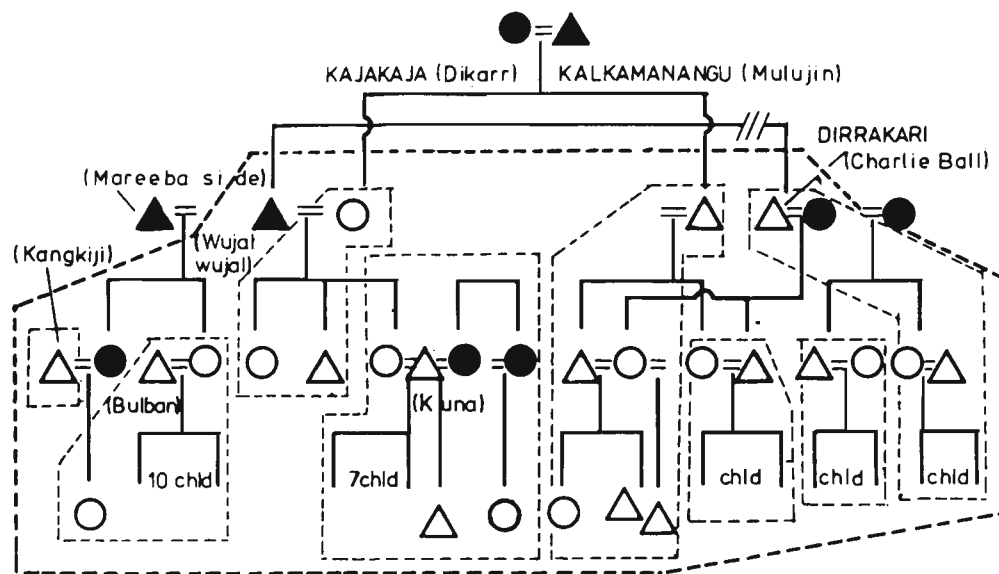 KAJAKAJA (Dikarr)
KALKAMANANGU (Mulujin)
DIRRAKARI
(Charlie Ball)
(Mareeba side)
(Wujal
wujal)
(Kangkiji)
(Bulban)
(Kuna)
10 chld
7chld
chld
chld
chld